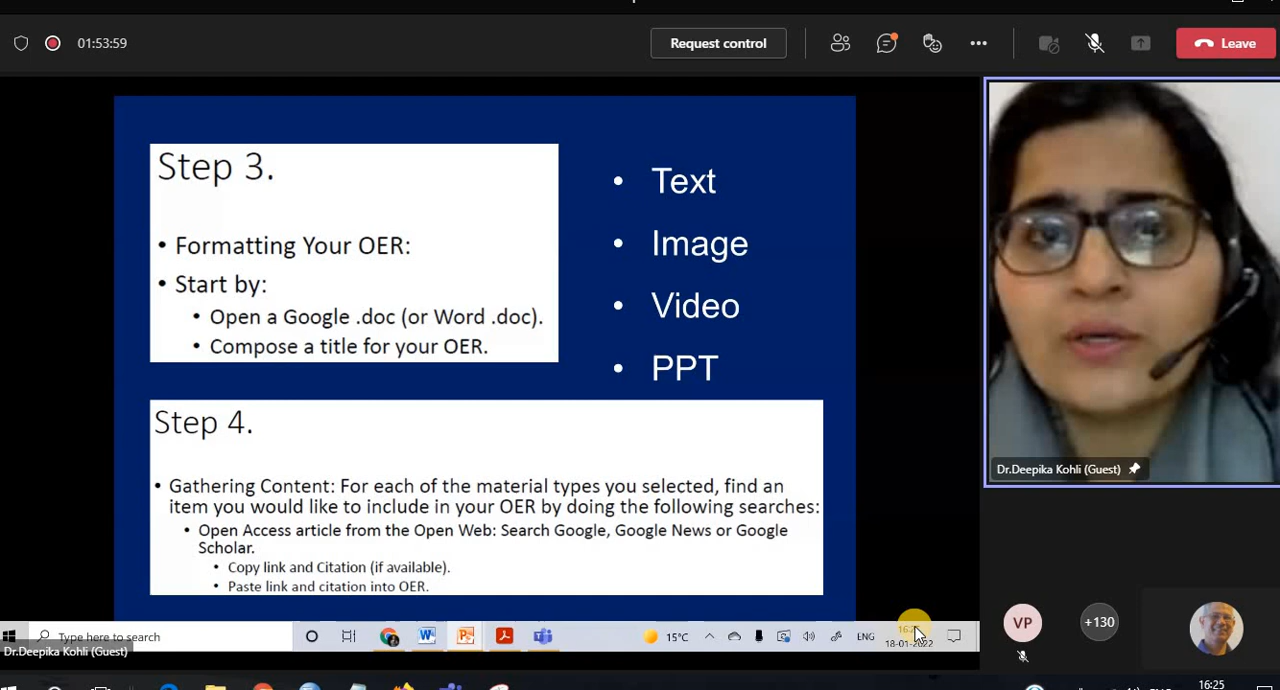 01:53:59
Request control
Leave
Step 3.
• Formatting Your OER:
• Start by:
• Open a Google .doc (or Word .doc).
• Compose a title for your OER.
• Text
• Image
• Video
• PPT
Step 4.
• Gathering Content: For each of the material types you selected, find an
item you would like to include in your OER by doing the following searches:
• Open Access article from the Open Web: Search Google, Google News or Google
Scholar.
• Copy link and Citation (if available).
• Paste link and citation into OER.
Dr.Deepika Kohli (Guest)
VP
+130
Type here to search
15°C
ENG
18-01-2022
Dr.Deepika Kohli (Guest)
16:25